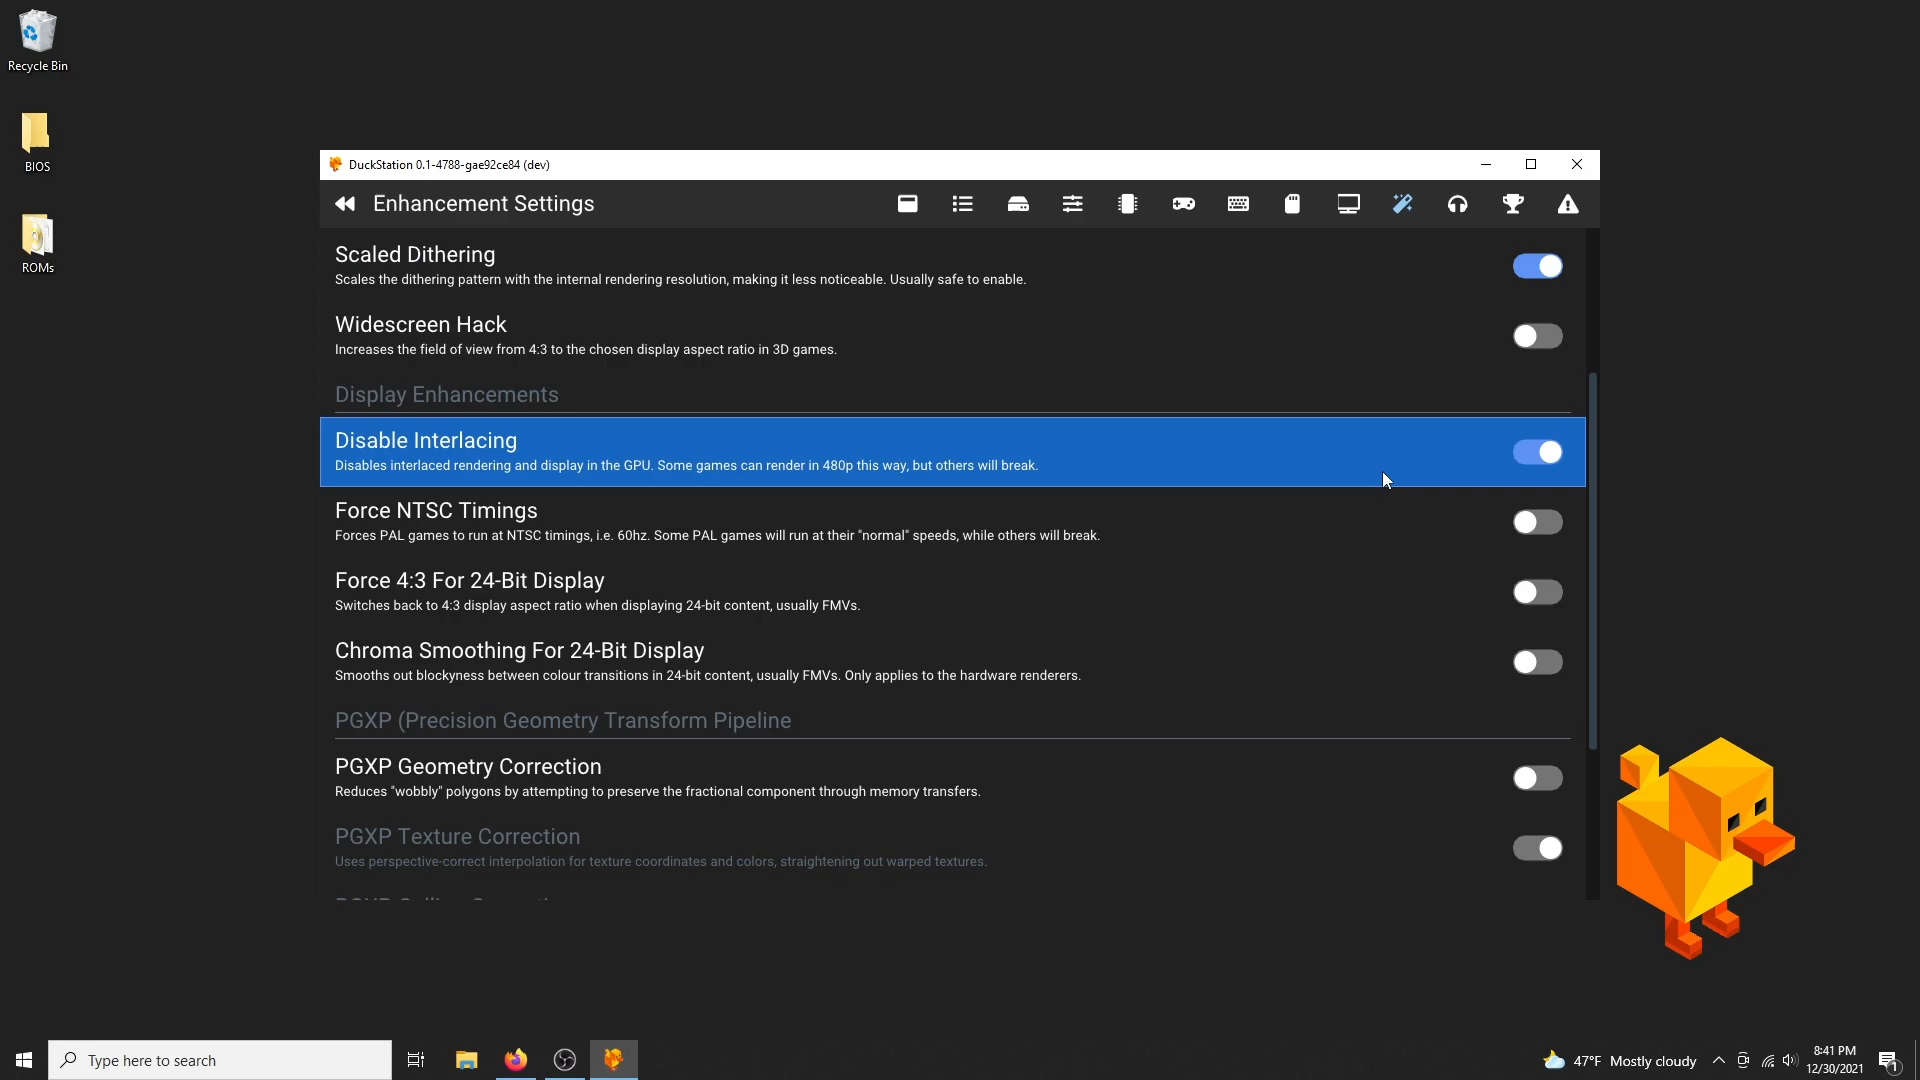 Recycle Bin
BIOS
ROMs
DuckStation 0.1-4788-gae92ce84 (dev)
Enhancement Settings
Scaled Dithering
Scales the dithering pattern with the internal rendering resolution, making it less noticeable. Usually safe to enable.
Widescreen Hack
Increases the field of view from 4:3 to the chosen display aspect ratio in 3D games.
Display Enhancements
Disable Interlacing
Disables interlaced rendering and display in the GPU. Some games can render in 480p this way, but others will break.
Force NTSC Timings
Forces PAL games to run at NTSC timings, i.e. 60hz. Some PAL games will run at their "normal" speeds, while others will break.
Force 4:3 For 24-Bit Display
Switches back to 4:3 display aspect ratio when displaying 24-bit content, usually FMVs.
Chroma Smoothing For 24-Bit Display
Smooths out blockyness between colour transitions in 24-bit content, usually FMVs. Only applies to the hardware renderers.
PGXP (Precision Geometry Transform Pipeline
PGXP Geometry Correction
Reduces "wobbly" polygons by attempting to preserve the fractional component through memory transfers.
PGXP Texture Correction
Uses perspective-correct interpolation for texture coordinates and colors, straightening out warped textures.
Type here to search
47°F Mostly cloudy
8:41 PM
12/30/2021
1